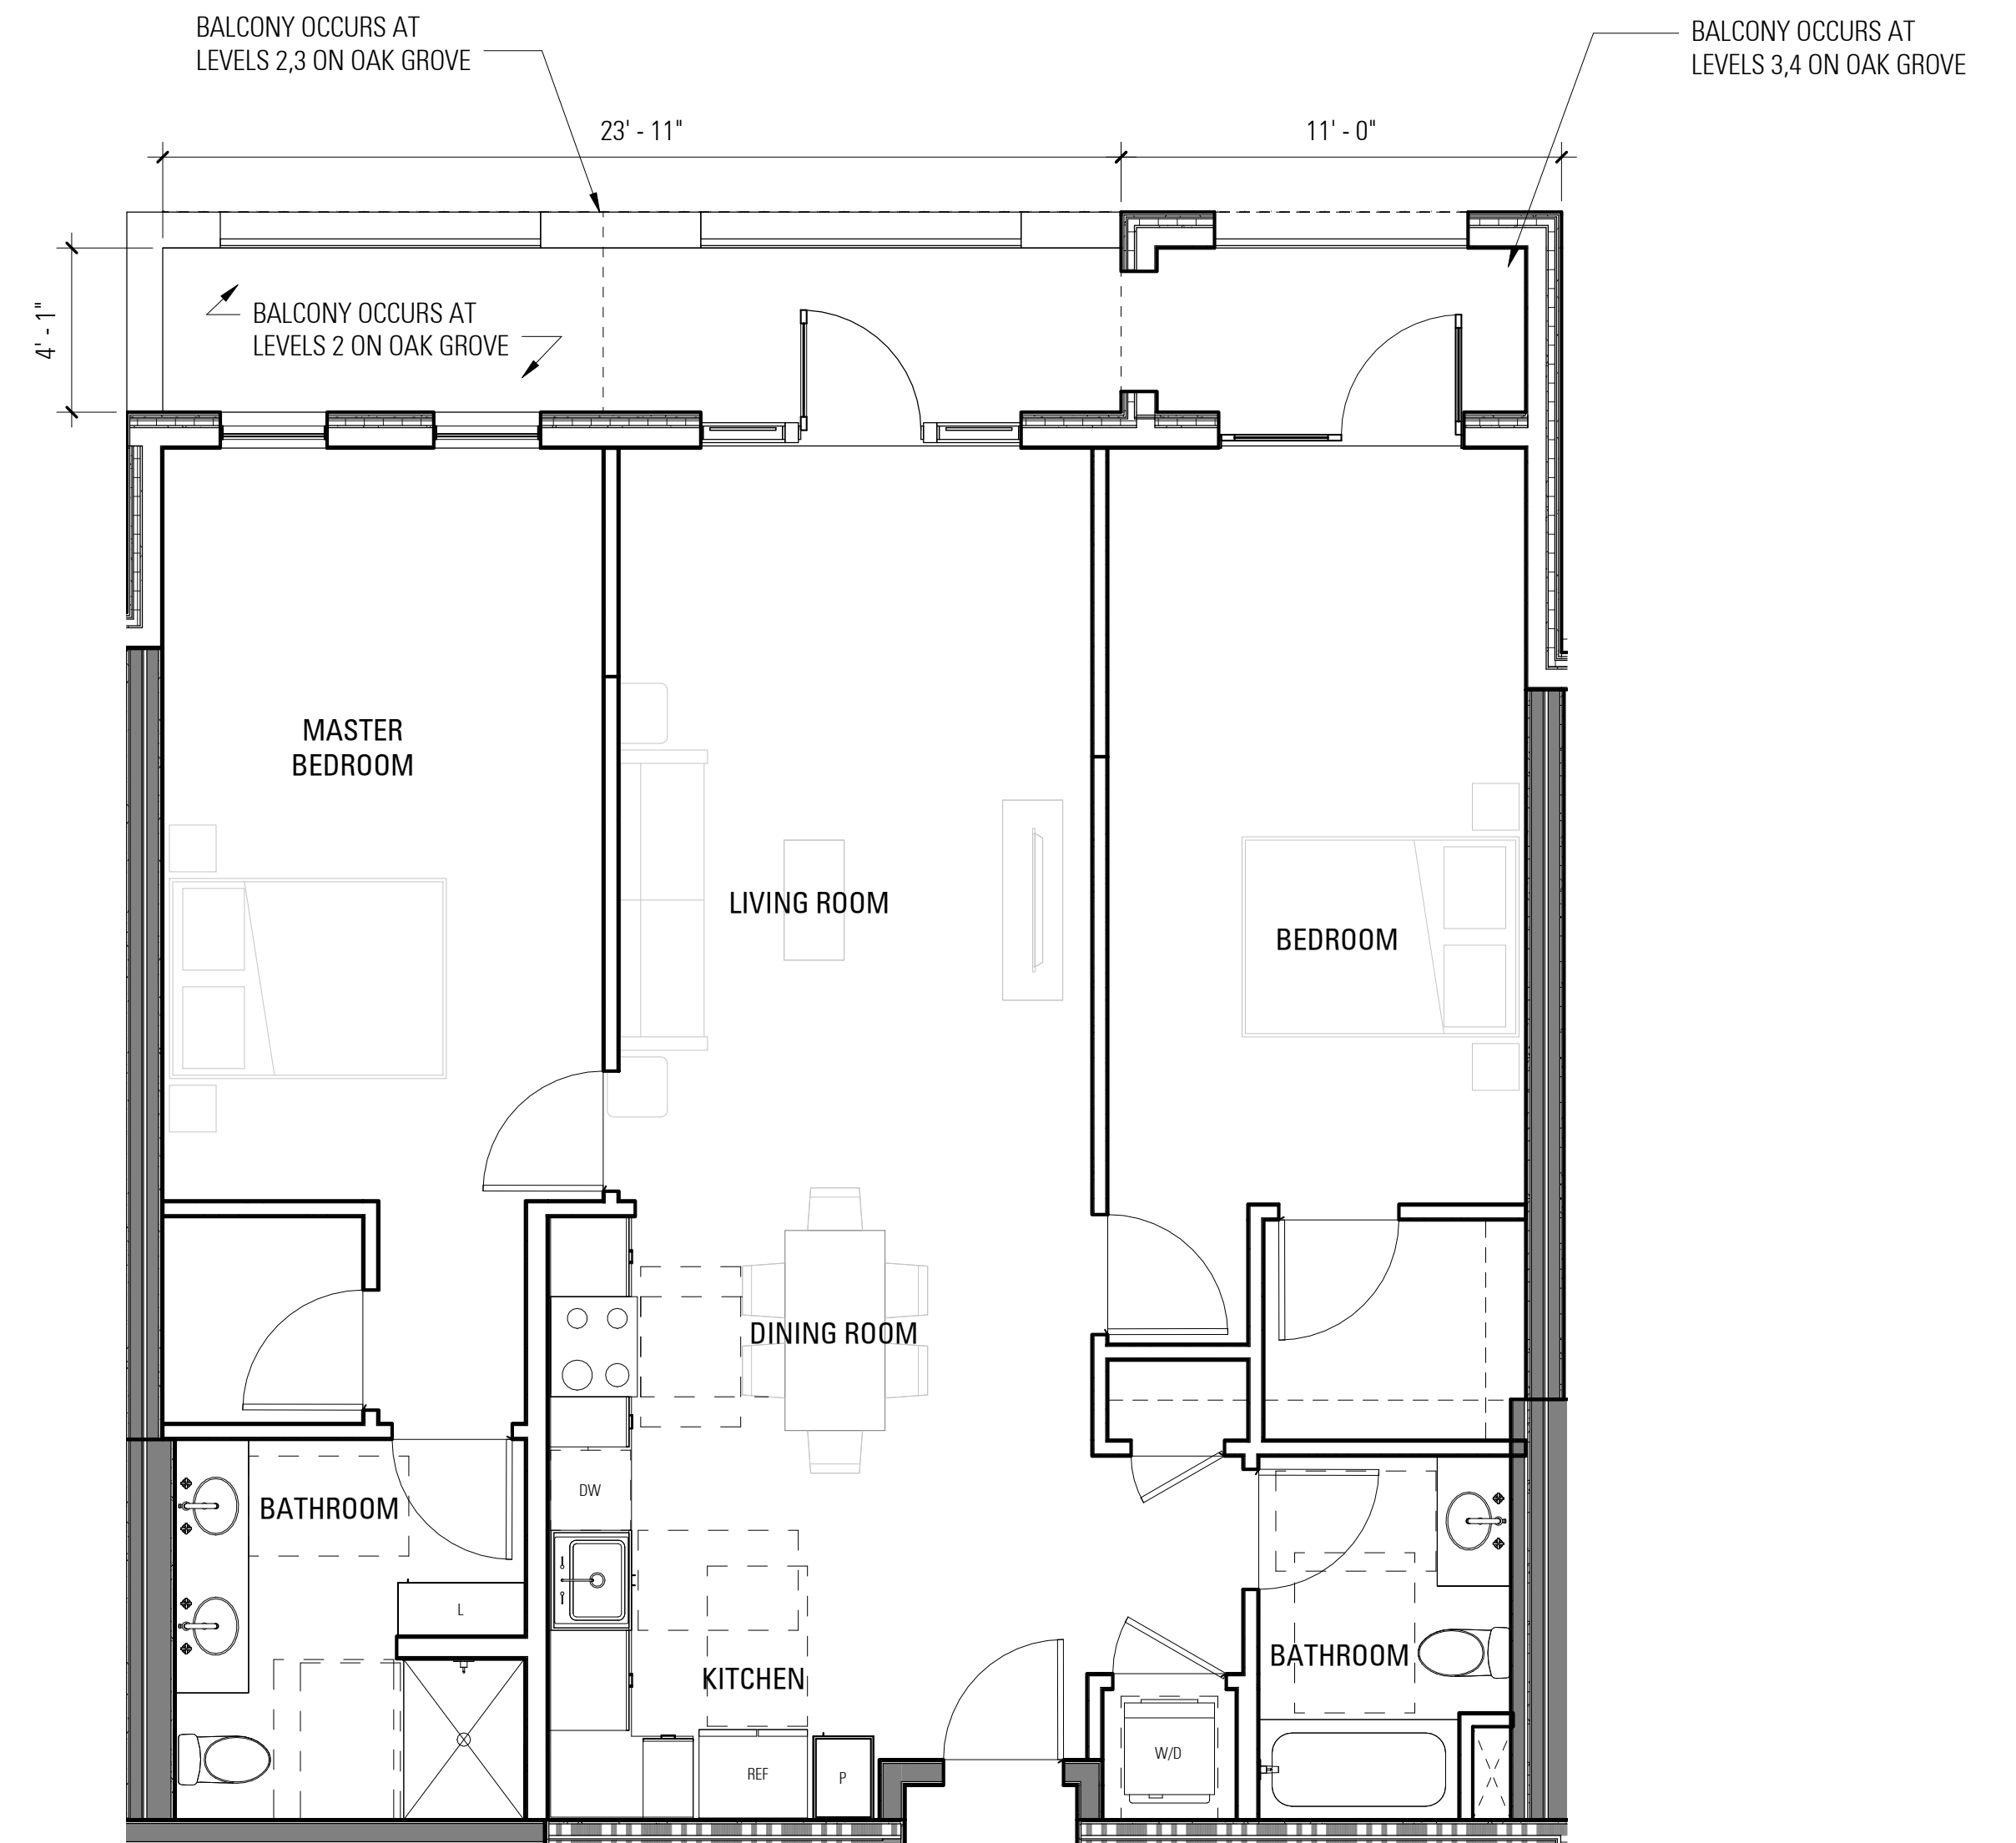 BALCONY OCCURS AT
LEVELS 2,3 ON OAK GROVE
BALCONY OCCURS AT
LEVELS 3,4 ON OAK GROVE
23' - 11"
11' - 0"
4' - 1"
BALCONY OCCURS AT
LEVELS 2 ON OAK GROVE
MASTER
BEDROOM
LIVING ROOM
BEDROOM
DINING ROOM
DW
BATHROOM
L
KITCHEN
BATHROOM
REF
P
W/D